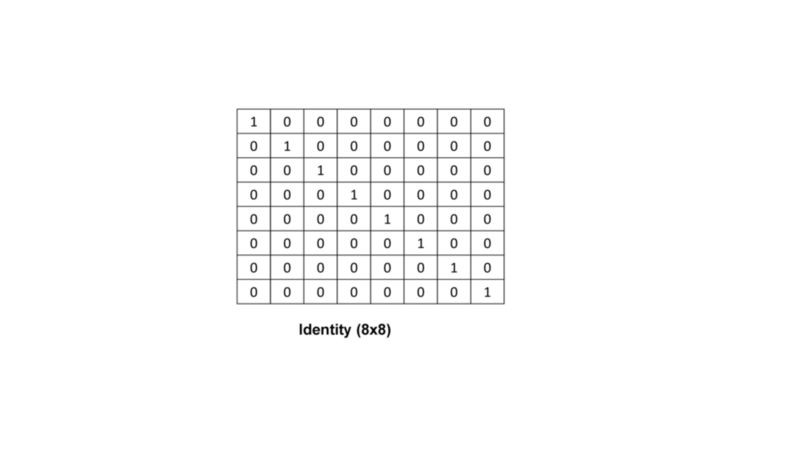 1 0 0 0 0 0 0 0
0 1 0 0 0 0 0 0
0 0 1 0 0 0 0 0
0 0 0 1 0 0 0 0
0 0 0 0 1 0 0 0
0 0 0 0 0 1 0 0
0 0 0 0 0 0 1 0
0 0 0 0 0 0 0 1
Identity (8x8)